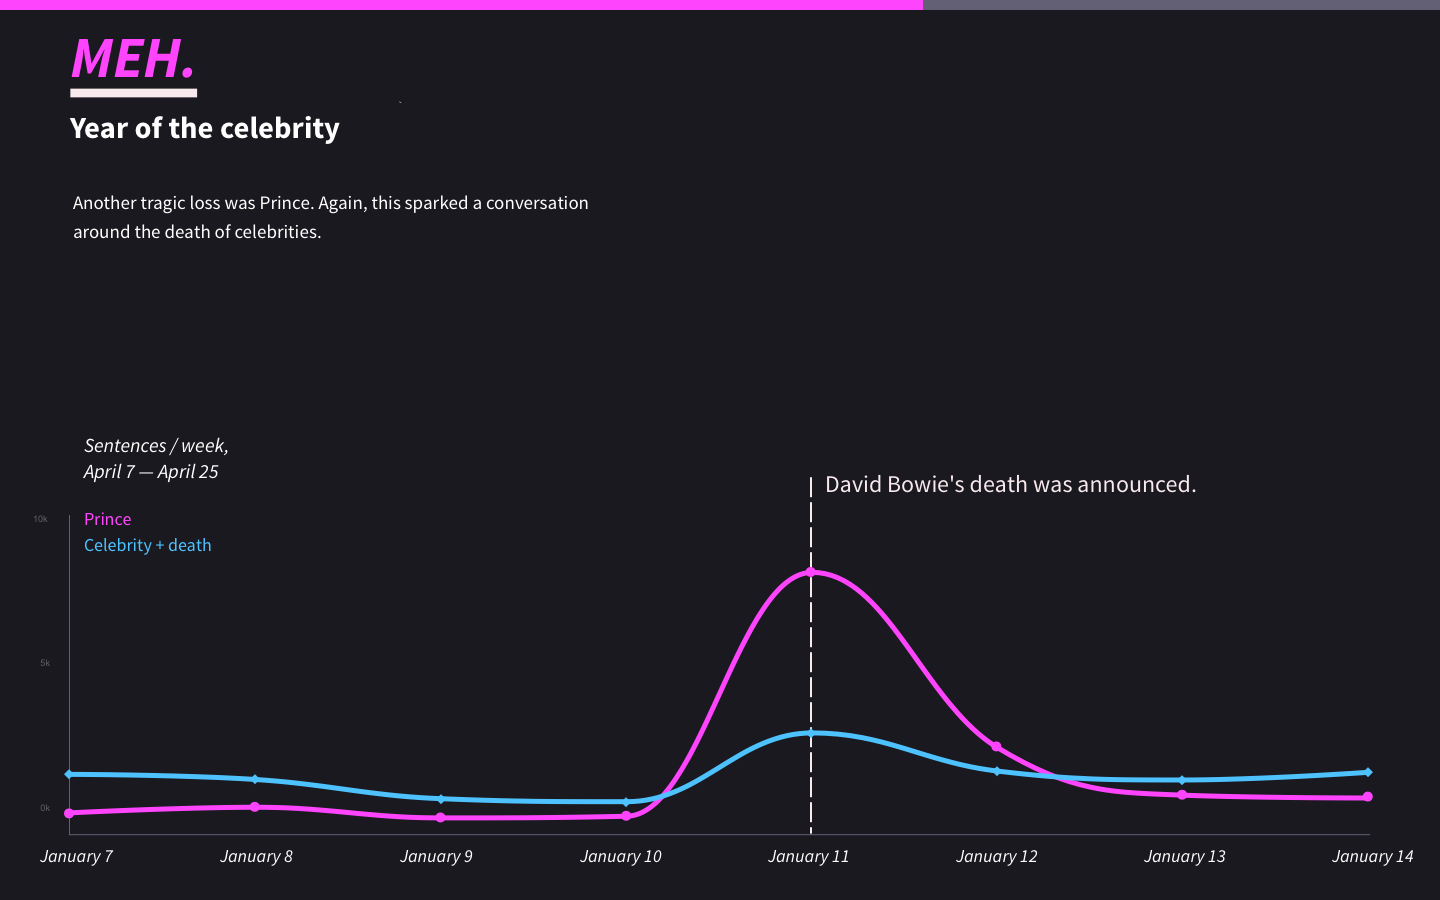 MEH.
Year of the celebrity
Another tragic loss was Prince. Again, this sparked a conversation
around the death of celebrities.
Sentences / week,
April 7 — April 25
David Bowie's death was announced.
10k
Prince
Celebrity + death
5k
0k
January 7
January 8
January 9
January 10
January 11
January 12
January 13
January 14